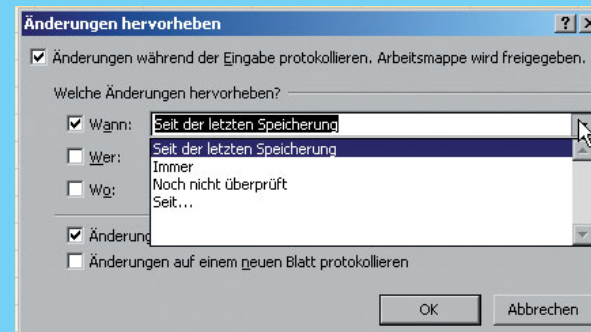 Änderungen hervorheben
Änderungen während der Eingabe protokollieren. Arbeitsmappe wird freigegeben.
Welche Änderungen hervorheben?
Wann: Seit der letzten Speicherung
Seit der letzten Speicherung
Wer:
Immer
Noch nicht überprüft
Wo:
Seit...
Änderungen auf einem neuen Blatt protokollieren
OK Abbrechen